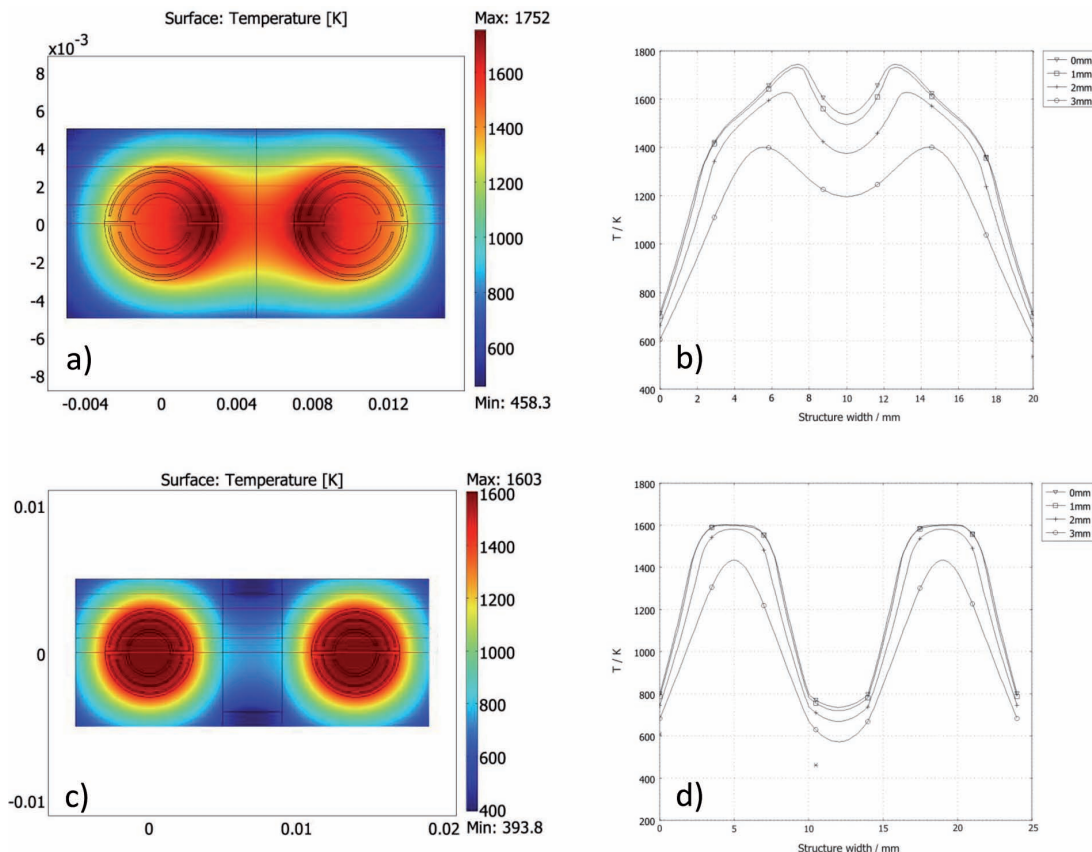 Surface: Temperature [K]
Max: 1752
x10-3
8
6
4
2
0
-2
-4
-6
-8
-0.004 0 0.004 0.008 0.012
1600
1400
1200
1000
800
600
Min: 458.3
a)
1800
1600
1400
1200
1000
800
600
400
T / K
0 2 4 6 8 10 12 14 16 18 20
Structure width / mm
0mm
1mm
2mm
3mm
b)
Surface: Temperature [K]
Max: 1603
0.01
0
-0.01
0 0.01 0.02
1600
1400
1200
1000
800
600
400
Min: 393.8
c)
1800
1600
1400
1200
1000
800
600
400
200
T / K
0 5 10 15 20 25
Structure width / mm
0mm
1mm
2mm
3mm
d)